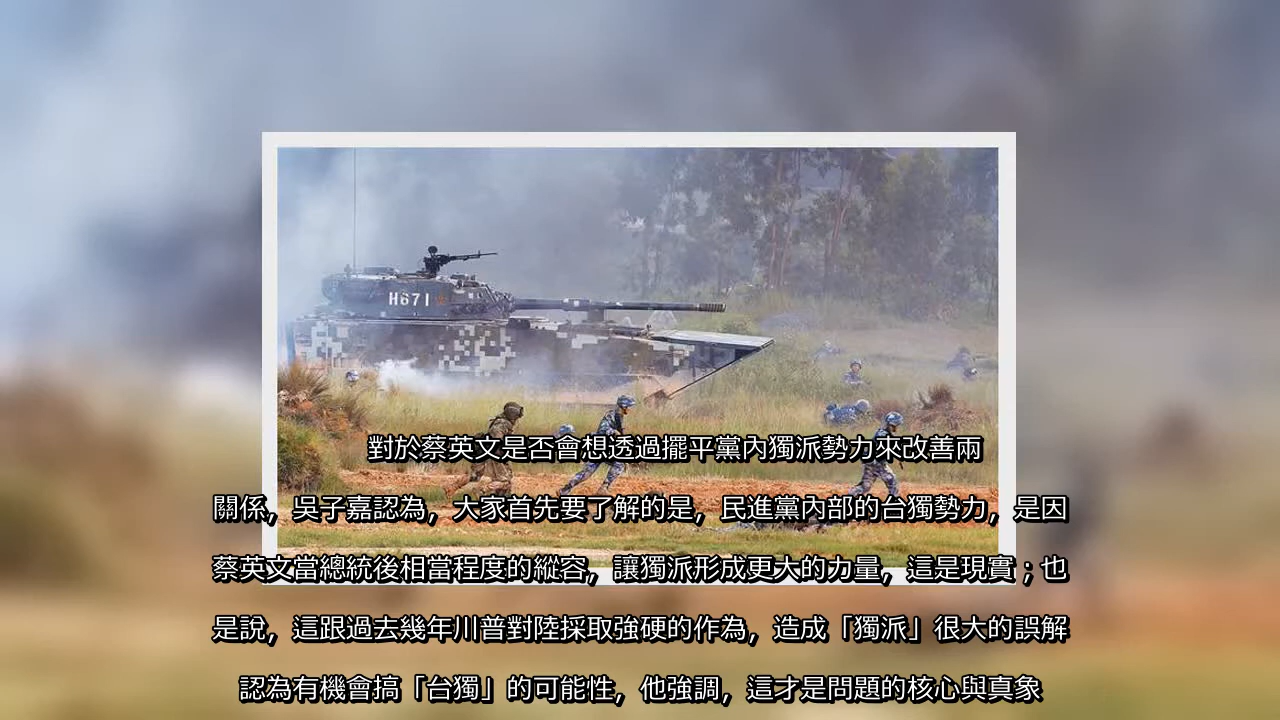 H671
對於蔡英文是否會想透過擺平黨內獨派勢力來改善兩
關係，吳子嘉認為，大家首先要了解的是，民進黨內部的台獨勢力，是因
蔡英文當總統後相當程度的縱容，讓獨派形成更大的力量，這是現實；也
是說，這跟過去幾年川普對陸採取強硬的作為，造成「獨派」很大的誤解
認為有機會搞「台獨」的可能性，他強調，這才是問題的核心與真象